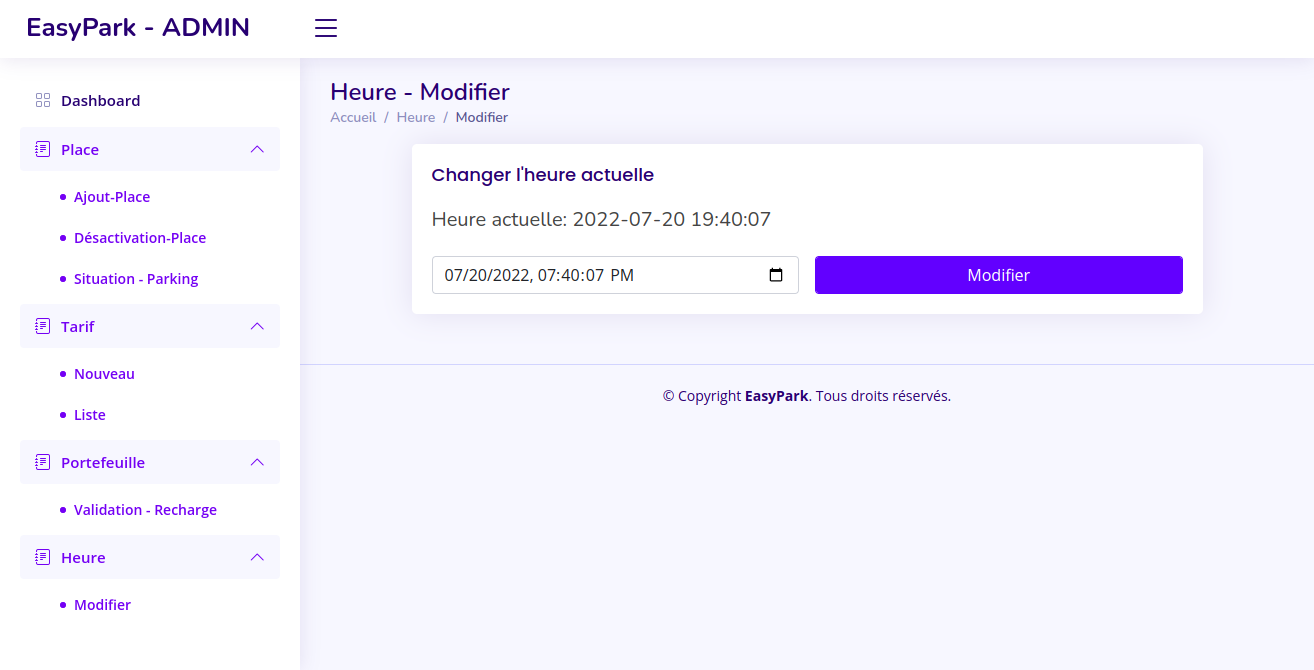 EasyPark - ADMIN
Dashboard
Place
Ajout-Place
Désactivation-Place
Situation - Parking
Tarif
Nouveau
Liste
Portefeuille
Validation - Recharge
Heure
Modifier
Heure - Modifier
Accueil / Heure / Modifier
Changer l'heure actuelle
Heure actuelle: 2022-07-20 19:40:07
07/20/2022, 07:40:07 PM
Modifier
© Copyright EasyPark. Tous droits réservés.